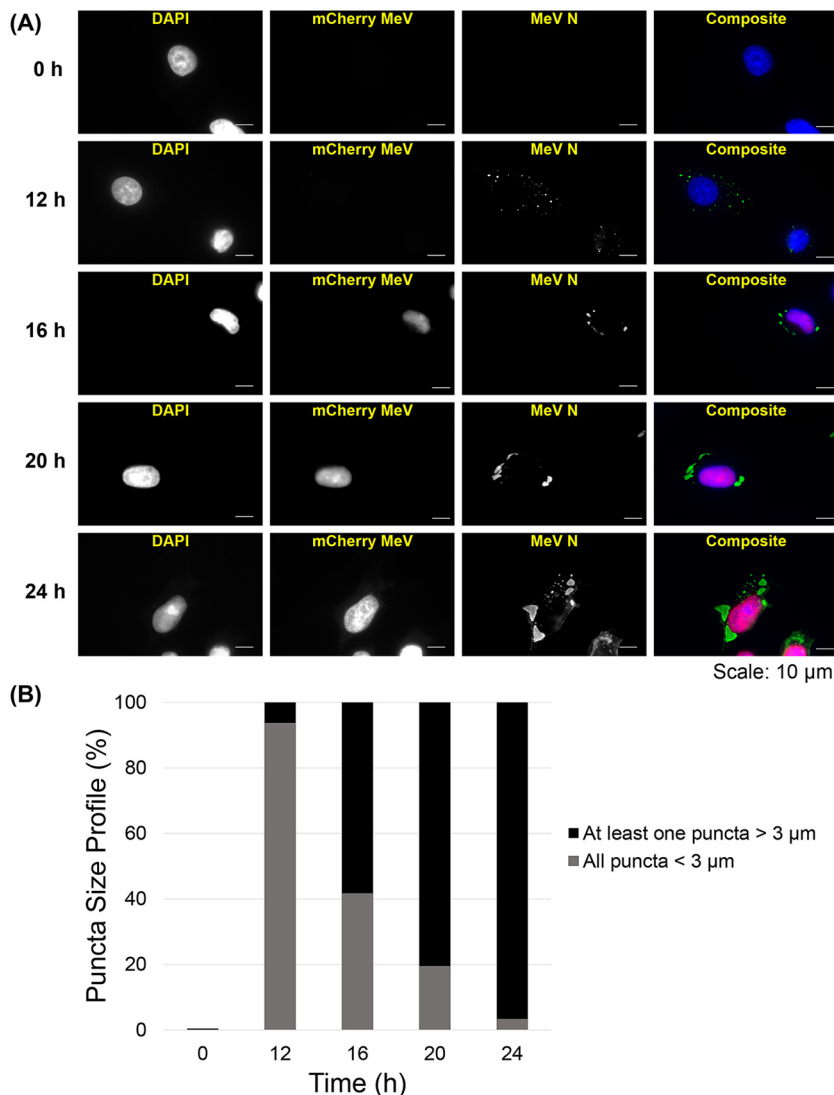 (A)
DAPI mCherry MeV MeV N Composite
0 h
DAPI mCherry MeV MeV N Composite
12 h
DAPI mCherry MeV MeV N Composite
16 h
DAPI mCherry MeV MeV N Composite
20 h
DAPI mCherry MeV MeV N Composite
24 h
Scale: 10 µm
(B)
Puncta Size Profile (%)
100
80
60
40
20
0
0 12 16 20 24
Time (h)
At least one puncta > 3 µm
All puncta < 3 µm